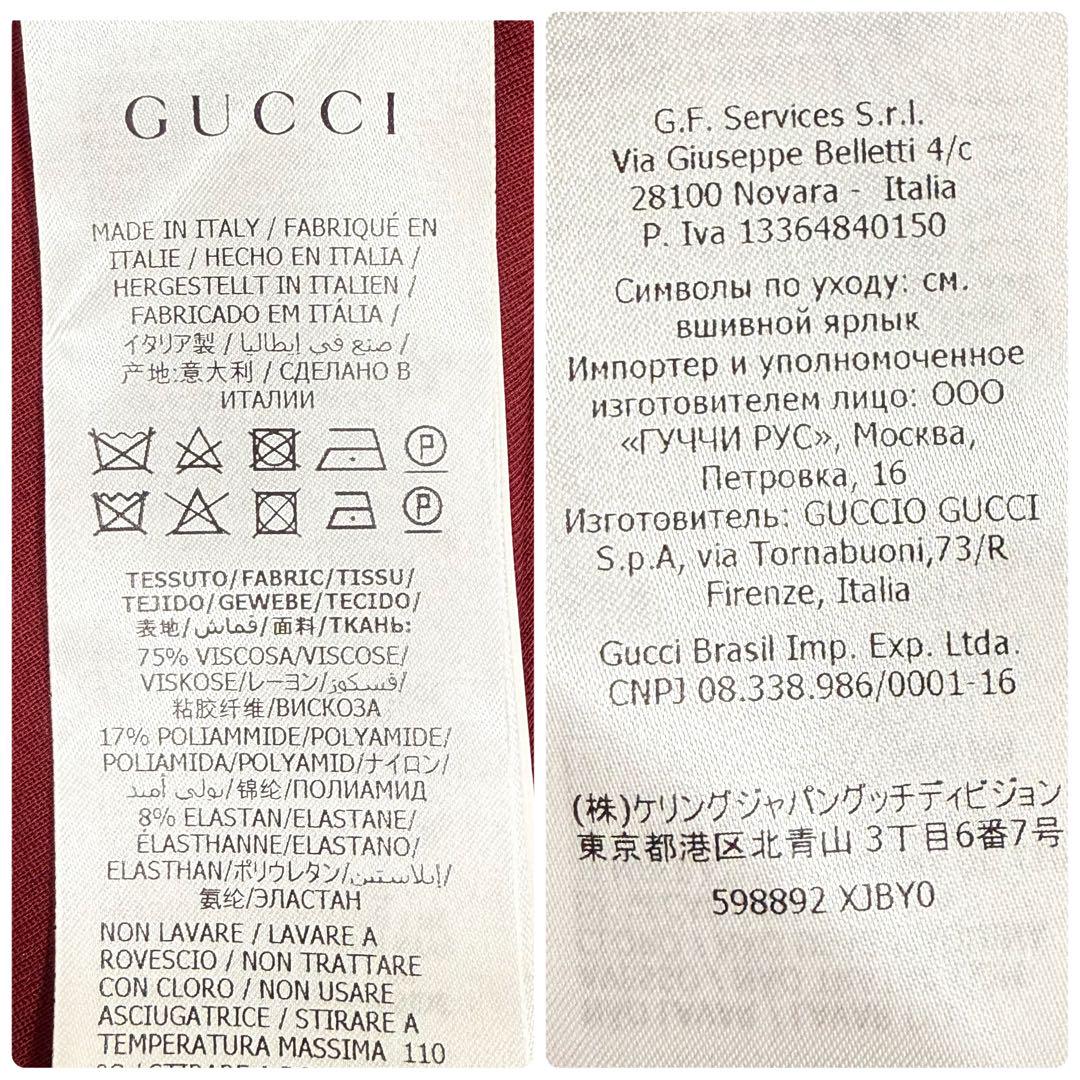 GUCCI
MADE IN ITALY / FABRIQUÉ EN
ITALIE / HECHO EN ITALIA /
HERGESTELLT IN ITALIEN /
FABRICADO EM ITÁLIA /
イタリア製 / صنع في إيطاليا /
产地:意大利 / СДЕЛАНО В
ИТАЛИИ
P
P
TESSUTO/FABRIC/TISSU/
TEJIDO/GEWEBE/TECIDO/
表地/قماش/面料/ТКАНЬ:
75% VISCOSA/VISCOSE/
VISKOSE/レーヨン/فسكوز/
粘胶纤维/ВИСКОЗА
17% POLIAMMIDE/POLYAMIDE/
POLIAMIDA/POLYAMID/ナイロン/
بولي أميد/锦纶/ПОЛИАМИД
8% ELASTAN/ELASTANE/
ÉLASTHANNE/ELASTANO/
ELASTHAN/ポリウレタン/إيلاستين/
氨纶/ЭЛАСТАН
NON LAVARE / LAVARE A
ROVESCIO / NON TRATTARE
CON CLORO / NON USARE
ASCIUGATRICE / STIRARE A
TEMPERATURA MASSIMA 110
G.F. Services S.r.l.
Via Giuseppe Belletti 4/c
28100 Novara - Italia
P. Iva 13364840150
Символы по уходу: см.
вшивной ярлык
Импортер и уполномоченное
изготовителем лицо: ООО
«ГУЧЧИ РУС», Москва,
Петровка, 16
Изготовитель: GUCCIO GUCCI
S.p.A, via Tornabuoni,73/R
Firenze, Italia
Gucci Brasil Imp. Exp. Ltda.
CNPJ 08.338.986/0001-16
(株)ケリングジャパングッチディビジョン
東京都港区北青山 3丁目6番7号
598892 XJBY0